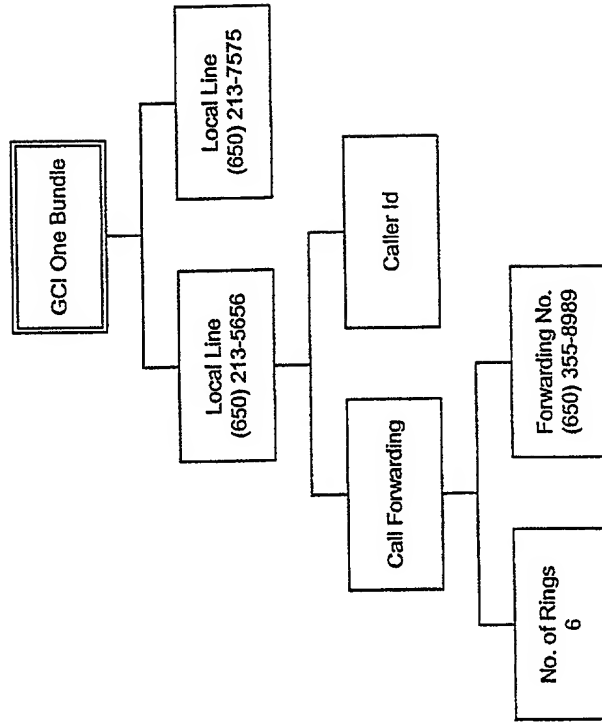 GCI One Bundle
Local Line
(650) 213-5656
Local Line
(650) 213-7575
Call Forwarding
Caller Id
No. of Rings
6
Forwarding No.
(650) 355-8989